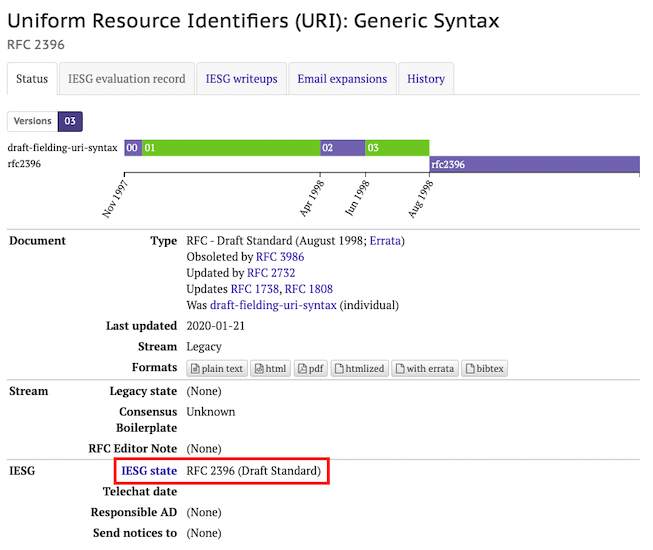 Uniform Resource Identifiers (URI): Generic Syntax
RFC 2396
Status IESG evaluation record IESG writeups Email expansions History
Versions 03
draft-fielding-uri-syntax 00 01 02 03
rfc2396 rfc2396
Nov 1997 Apr 1998 Jun 1998 Aug 1998
Document Type RFC - Draft Standard (August 1998; Errata)
Obsoleted by RFC 3986
Updated by RFC 2732
Updates RFC 1738, RFC 1808
Was draft-fielding-uri-syntax (individual)
Last updated 2020-01-21
Stream Legacy
Formats plain text html pdf htmlized with errata bibtex
Stream Legacy state (None)
Consensus Unknown
Boilerplate
RFC Editor Note (None)
IESG IESG state RFC 2396 (Draft Standard)
Telechat date
Responsible AD (None)
Send notices to (None)